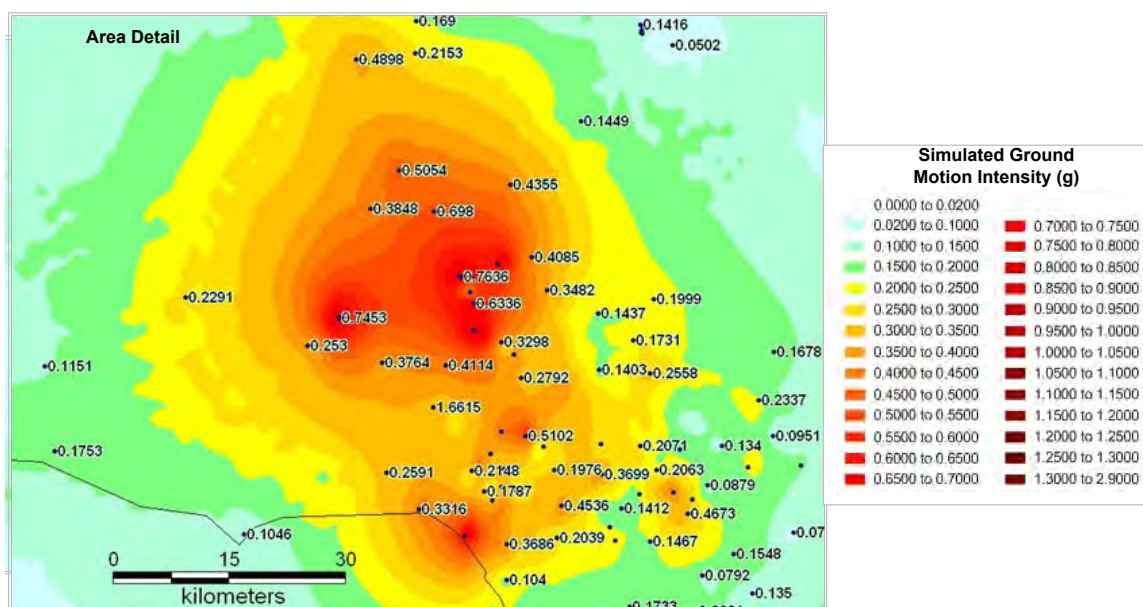 Area Detail
0.169
0.1416
0.0502
0.2153
0.4898
0.1449
0.5054
0.4355
0.3848
0.698
0.4085
0.7636
0.3482
0.2291
0.6336
0.1999
0.1437
0.7453
0.253
0.3298
0.1731
0.1678
0.1151
0.3764
0.4114
0.1403
0.2558
0.2792
0.2337
1.6615
0.5102
0.0951
0.2071
0.134
0.1753
0.2591
0.2148
0.1976
0.3699
0.2063
0.1787
0.0879
0.3316
0.4536
0.1412
0.4673
0.1046
0.07
0.3686
0.2039
0.1467
0.1548
0.104
0.0792
0.135
0.1733
0 15 30
kilometers
Simulated Ground
Motion Intensity (g)
0.0000 to 0.0200
0.0200 to 0.1000
0.1000 to 0.1500
0.1500 to 0.2000
0.2000 to 0.2500
0.2500 to 0.3000
0.3000 to 0.3500
0.3500 to 0.4000
0.4000 to 0.4500
0.4500 to 0.5000
0.5000 to 0.5500
0.5500 to 0.6000
0.6000 to 0.6500
0.6500 to 0.7000
0.7000 to 0.7500
0.7500 to 0.8000
0.8000 to 0.8500
0.8500 to 0.9000
0.9000 to 0.9500
0.9500 to 1.0000
1.0000 to 1.0500
1.0500 to 1.1000
1.1000 to 1.1500
1.1500 to 1.2000
1.2000 to 1.2500
1.2500 to 1.3000
1.3000 to 2.9000